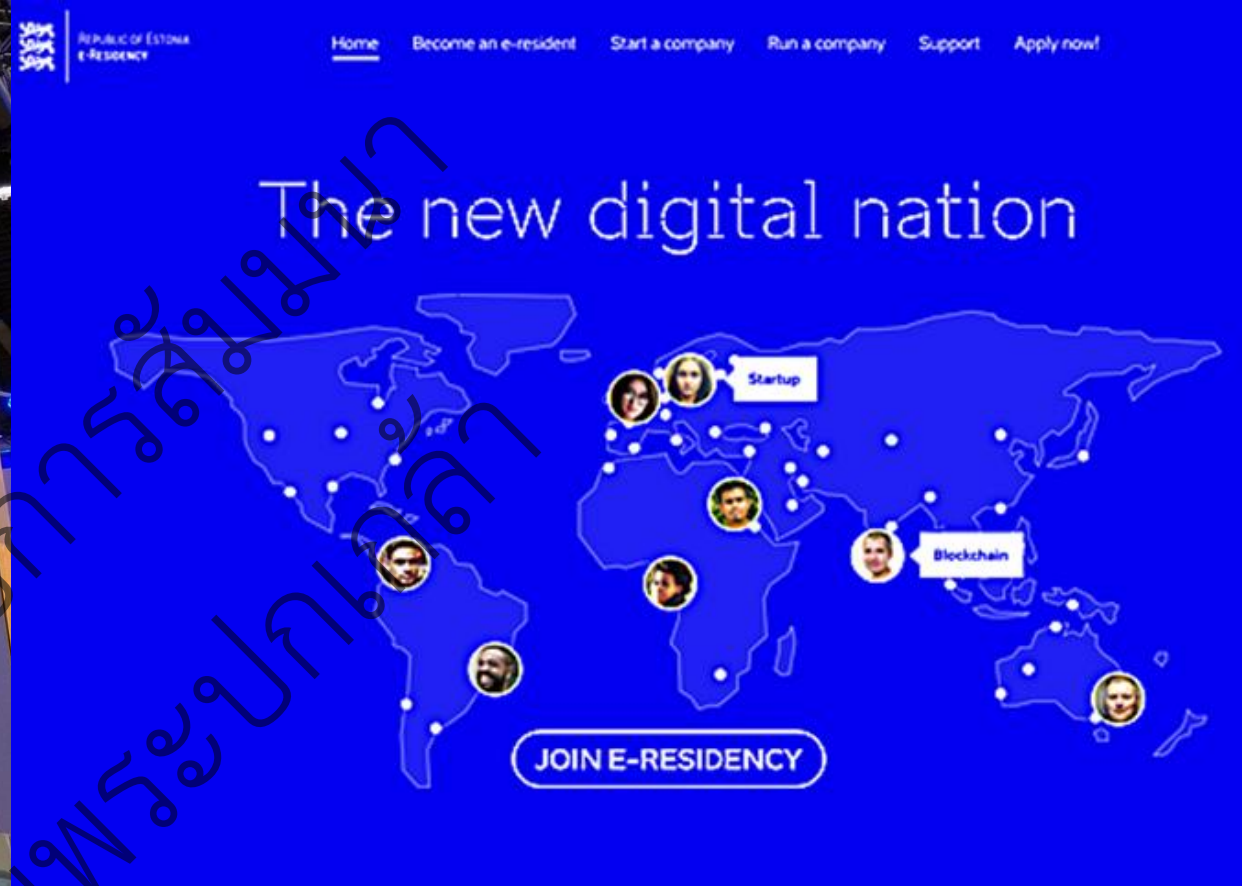 REPUBLIC OF ESTONIA
E-RESIDENCY
Home Become an e-resident Start a company Run a company Support Apply now!
The new digital nation
Startup
Blockchain
JOIN E-RESIDENCY
การสัมมนา
พระปกเกล้า